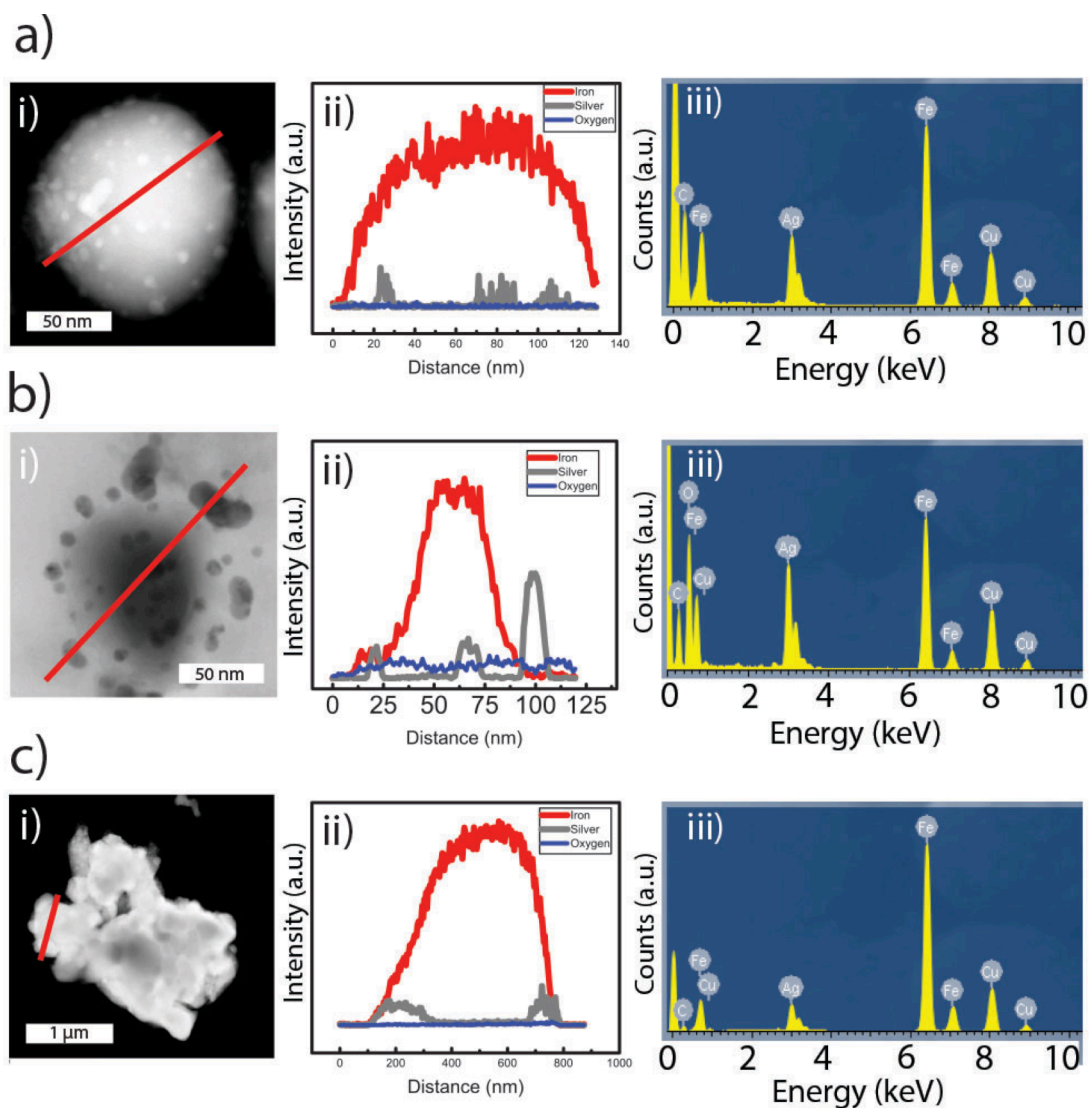 a)
i)
50 nm
ii)
Iron
Silver
Oxygen
Intensity (a.u.)
0 20 40 60 80 100 120 140
Distance (nm)
iii)
C
Fe
Ag
Fe
Fe
Cu
Cu
Counts (a.u.)
0 2 4 6 8 10
Energy (keV)
b)
i)
50 nm
ii)
Iron
Silver
Oxygen
Intensity (a.u.)
0 25 50 75 100 125
Distance (nm)
iii)
O
Fe
C
Cu
Ag
Fe
Fe
Cu
Cu
Counts (a.u.)
0 2 4 6 8 10
Energy (keV)
c)
i)
1 µm
ii)
Iron
Silver
Oxygen
Intensity (a.u.)
0 200 400 600 800 1000
Distance (nm)
iii)
C
Fe
Cu
Ag
Fe
Fe
Cu
Cu
Counts (a.u.)
0 2 4 6 8 10
Energy (keV)